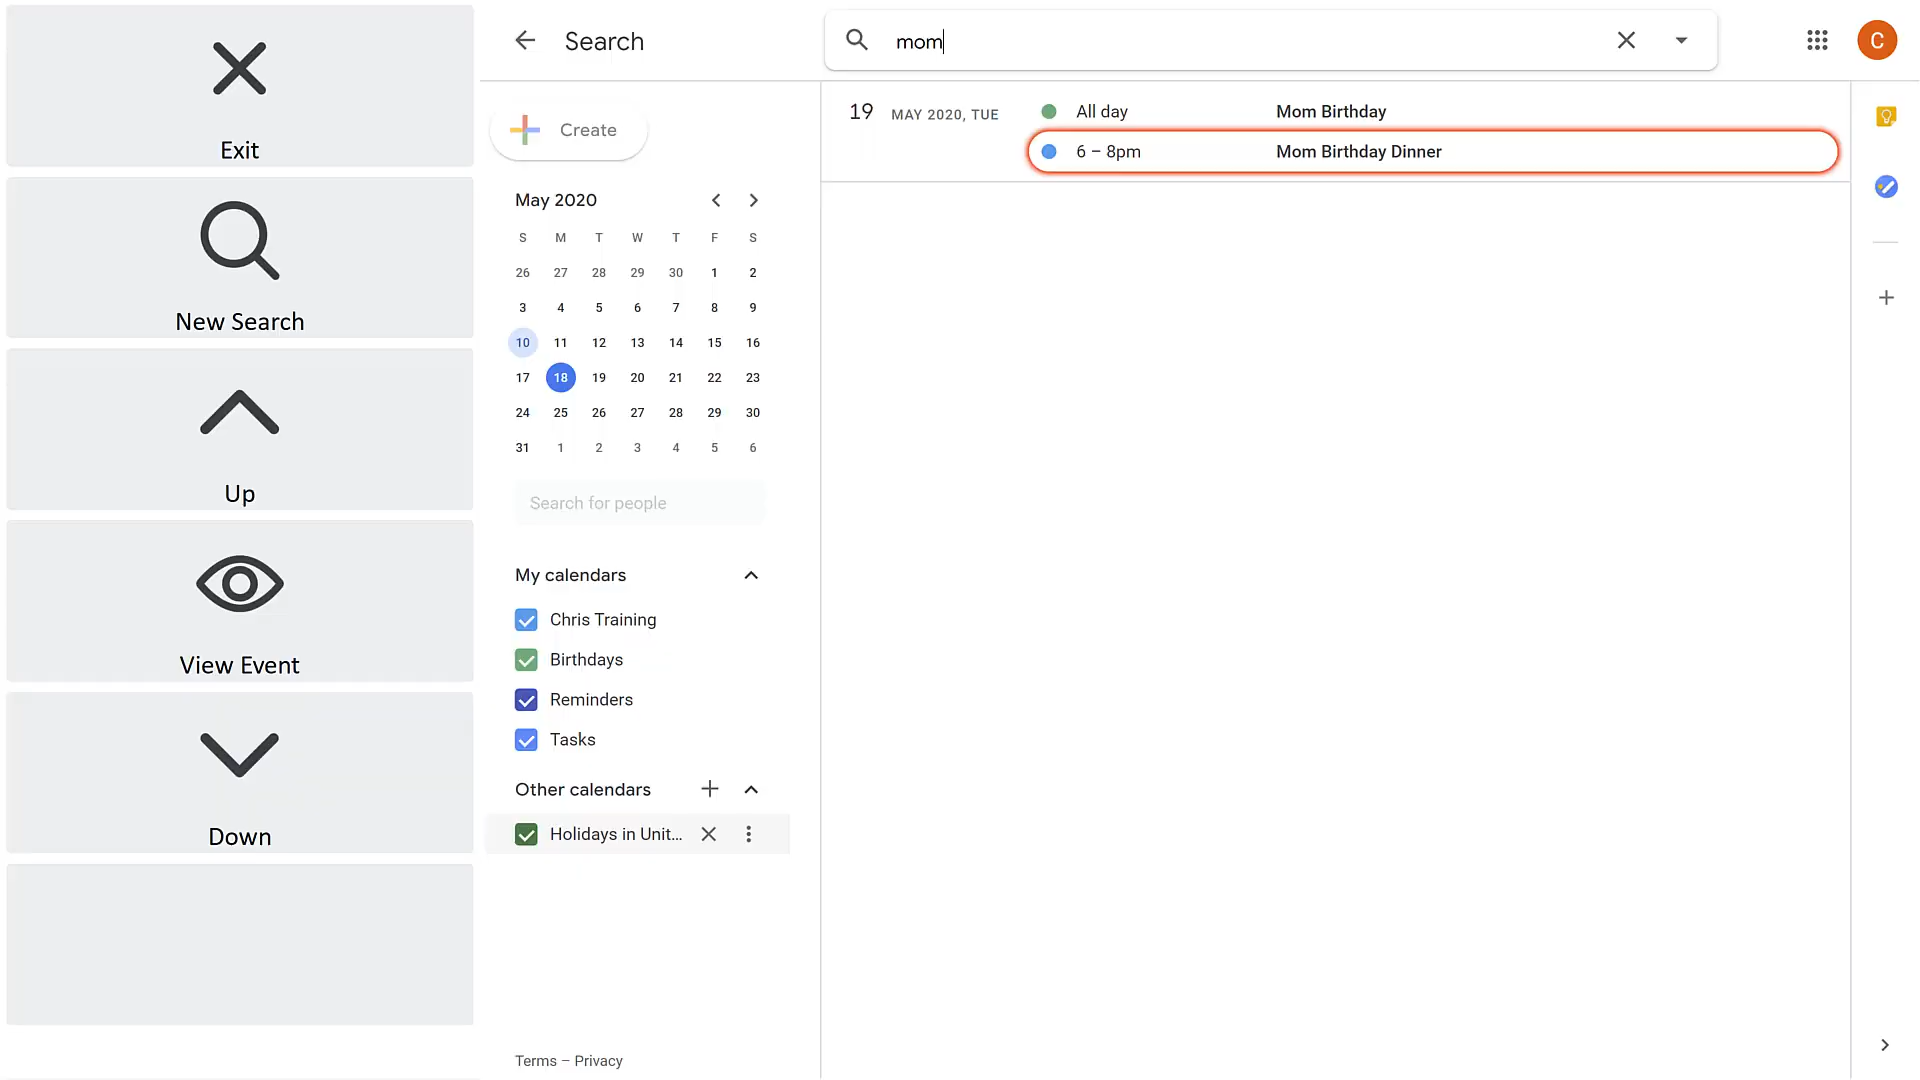 Exit
New Search
Up
View Event
Down
Search
mom
C
Create
May 2020
S M T W T F S
26 27 28 29 30 1 2
3 4 5 6 7 8 9
10 11 12 13 14 15 16
17 18 19 20 21 22 23
24 25 26 27 28 29 30
31 1 2 3 4 5 6
Search for people
My calendars
Chris Training
Birthdays
Reminders
Tasks
Other calendars
Holidays in Unit...
Terms – Privacy
19 MAY 2020, TUE All day Mom Birthday
6 – 8pm Mom Birthday Dinner